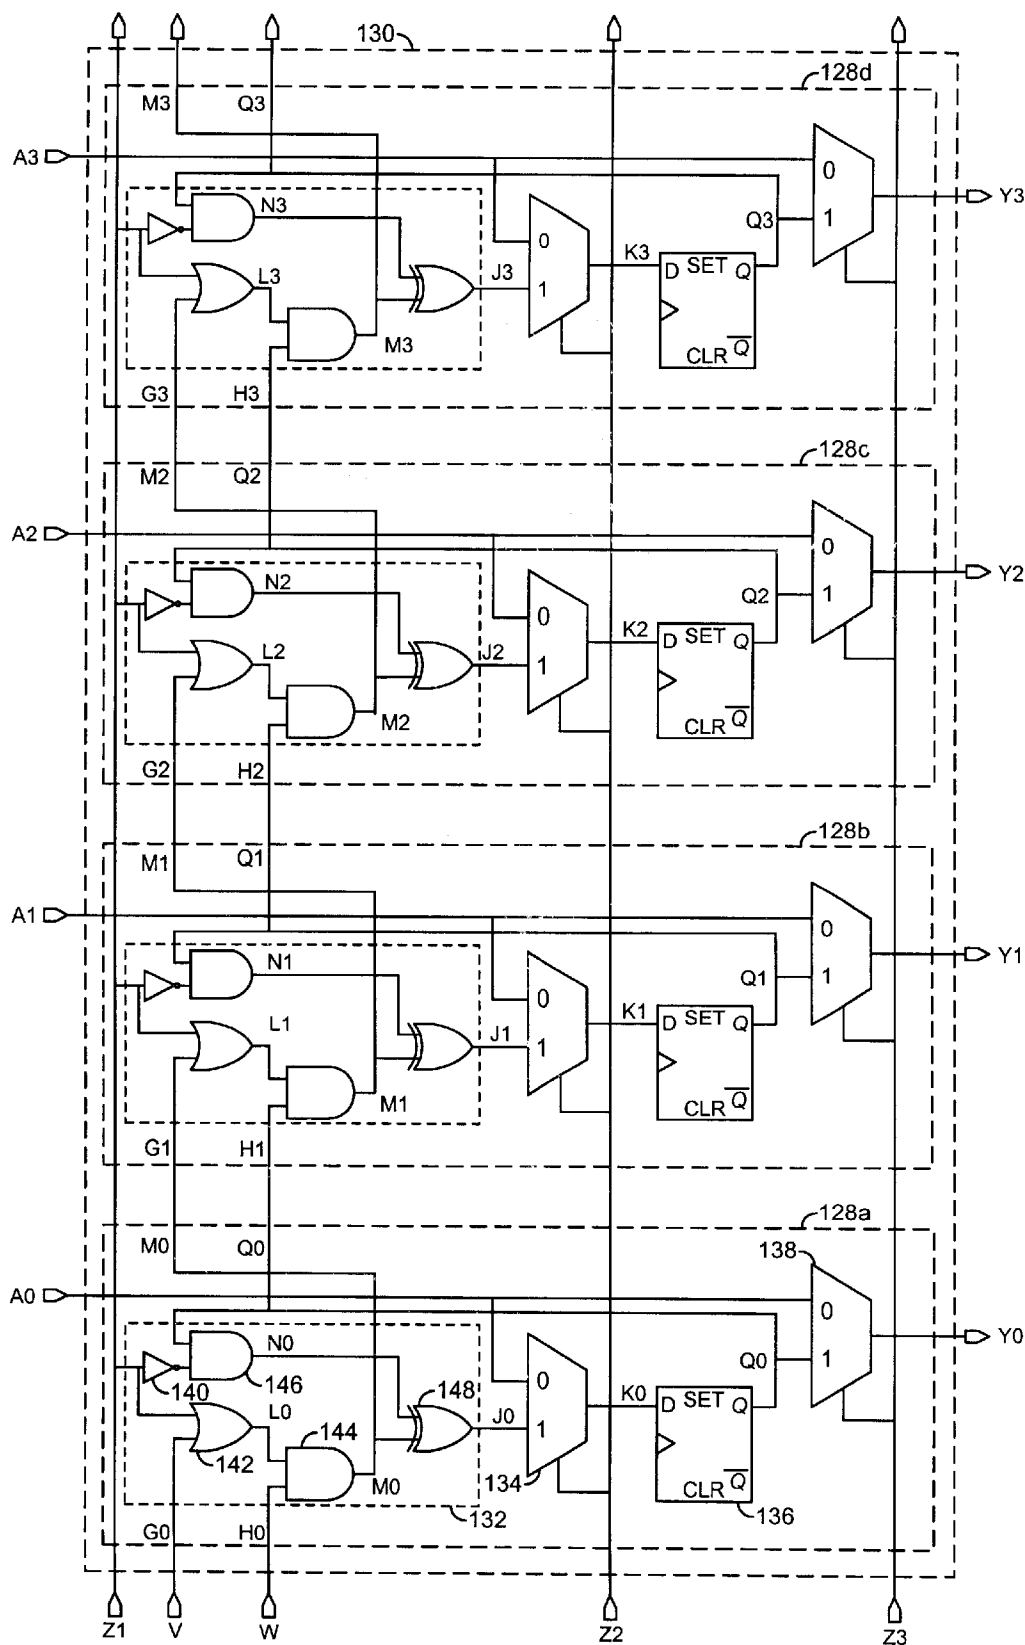 130
128d
M3 Q3
A3
0
Y3
N3
Q3 1
0
K3
D SET Q
L3
J3
1
M3
CLR Q̅
G3 H3
128c
M2 Q2
A2
0
Y2
N2
Q2 1
0
K2
D SET Q
L2
J2
1
M2
CLR Q̅
G2 H2
128b
M1 Q1
A1
0
Y1
N1
Q1 1
0
K1
D SET Q
L1
J1
1
M1
CLR Q̅
G1 H1
128a
M0 Q0
138
A0
0
Y0
N0
Q0 1
140 146
0
148
K0
D SET Q
L0
J0
1
144
142
M0
134
CLR Q̅
132
136
G0 H0
Z1 V W Z2 Z3